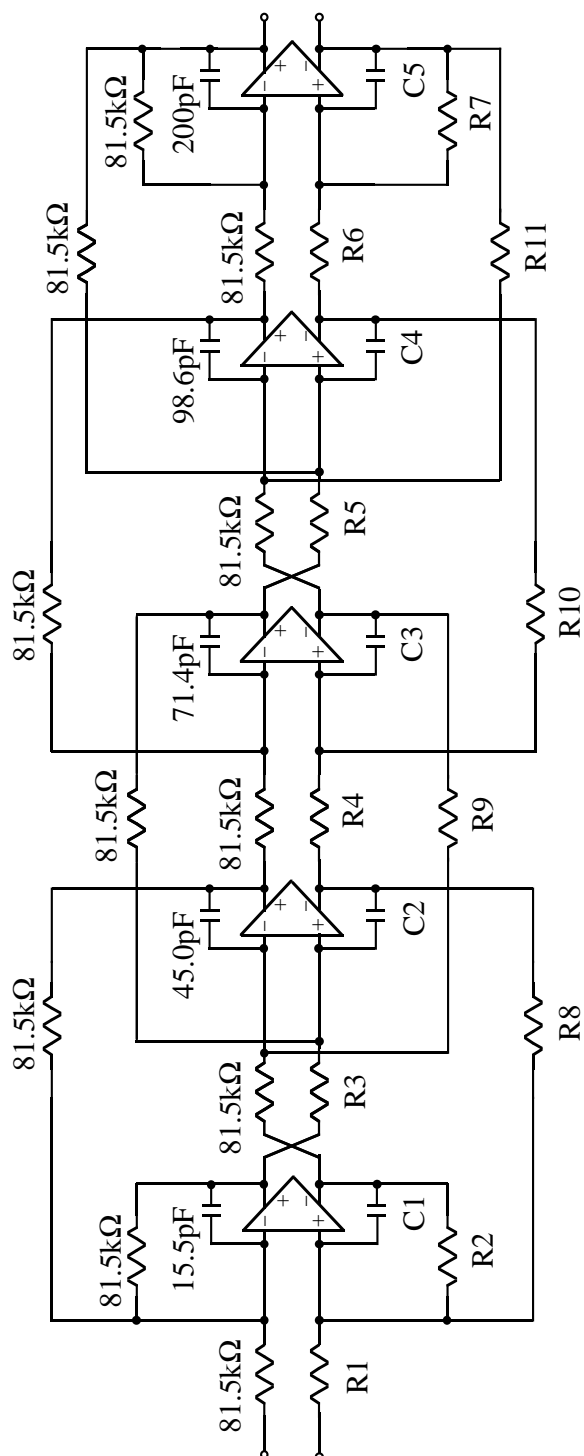 81.5kΩ
R1
81.5kΩ
15.5pF
C1
R2
81.5kΩ
R3
81.5kΩ
45.0pF
C2
R8
81.5kΩ
81.5kΩ
R4
R9
81.5kΩ
71.4pF
C3
R10
81.5kΩ
R5
81.5kΩ
98.6pF
C4
81.5kΩ
R6
R11
81.5kΩ
200pF
C5
R7
+
−
−
+
+
−
−
+
+
−
−
+
+
−
−
+
+
−
−
+